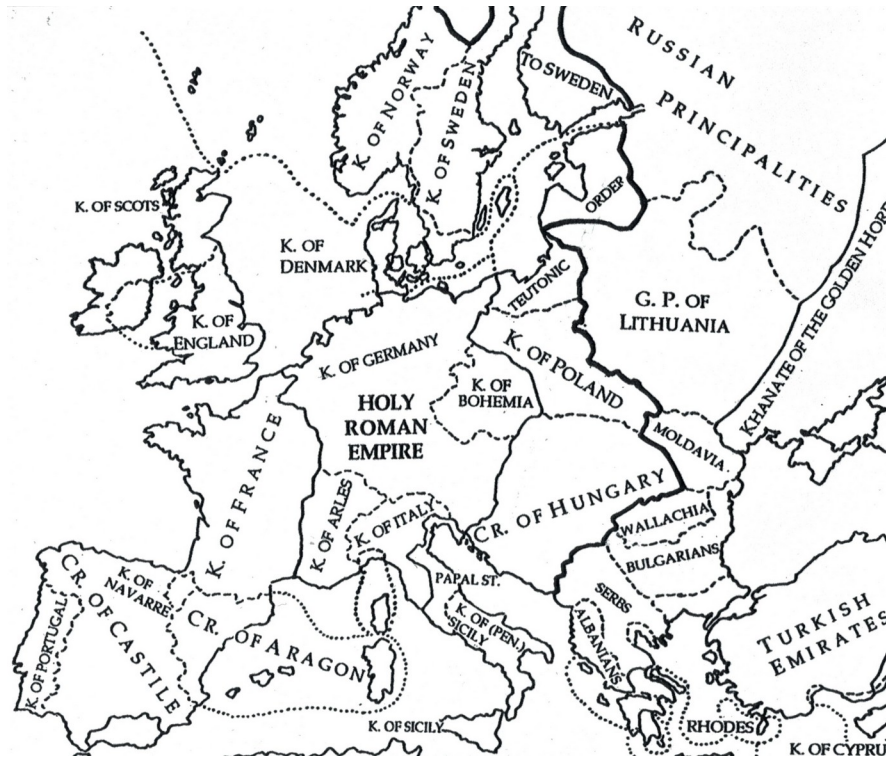 RUSSIAN
PRINCIPALITIES
TO SWEDEN
K. OF NORWAY
K. OF SWEDEN
K. OF SCOTS
ORDER
K. OF
DENMARK
TEUTONIC
G. P. OF
LITHUANIA
KHANATE OF THE GOLDEN HORD
K. OF
ENGLAND
K. OF GERMANY
K. OF POLAND
K. OF
BOHEMIA
HOLY
ROMAN
EMPIRE
MOLDAVIA
K. OF FRANCE
CR. OF HUNGARY
K. OF ARLES
K. OF ITALY
WALLACHIA
BULGARIANS
PAPAL ST.
SERBS
K. OF
NAVARRE
K. OF (PEN.)
SICILY
ALBANIANS
CR. OF CASTILE
K. OF PORTUGAL
CR. OF ARAGON
TURKISH
EMIRATES
K. OF SICILY
RHODES
K. OF CYPRU